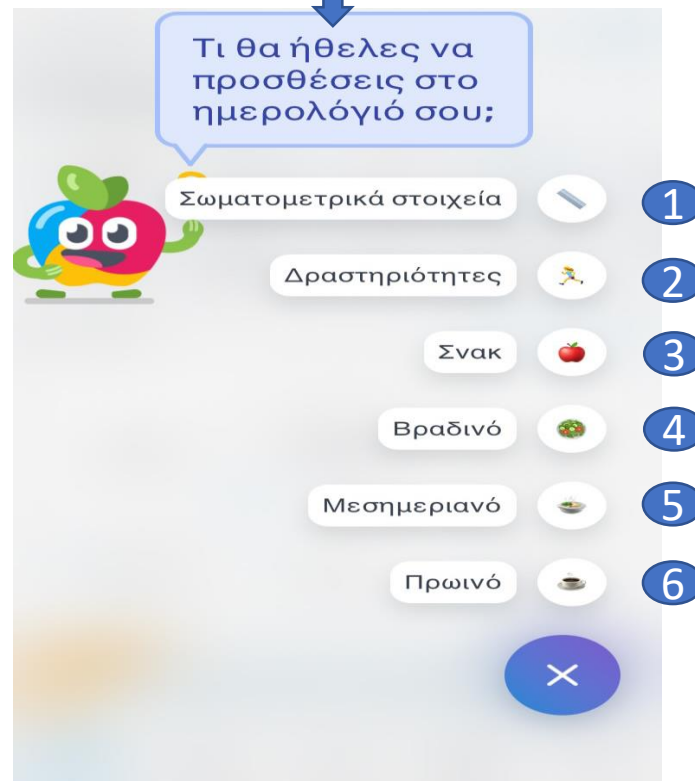 Τι θα ήθελες να
προσθέσεις στο
ημερολόγιό σου;
Σωματομετρικά στοιχεία
1
Δραστηριότητες
2
Σνακ
3
Βραδινό
4
Μεσημεριανό
5
Πρωινό
6